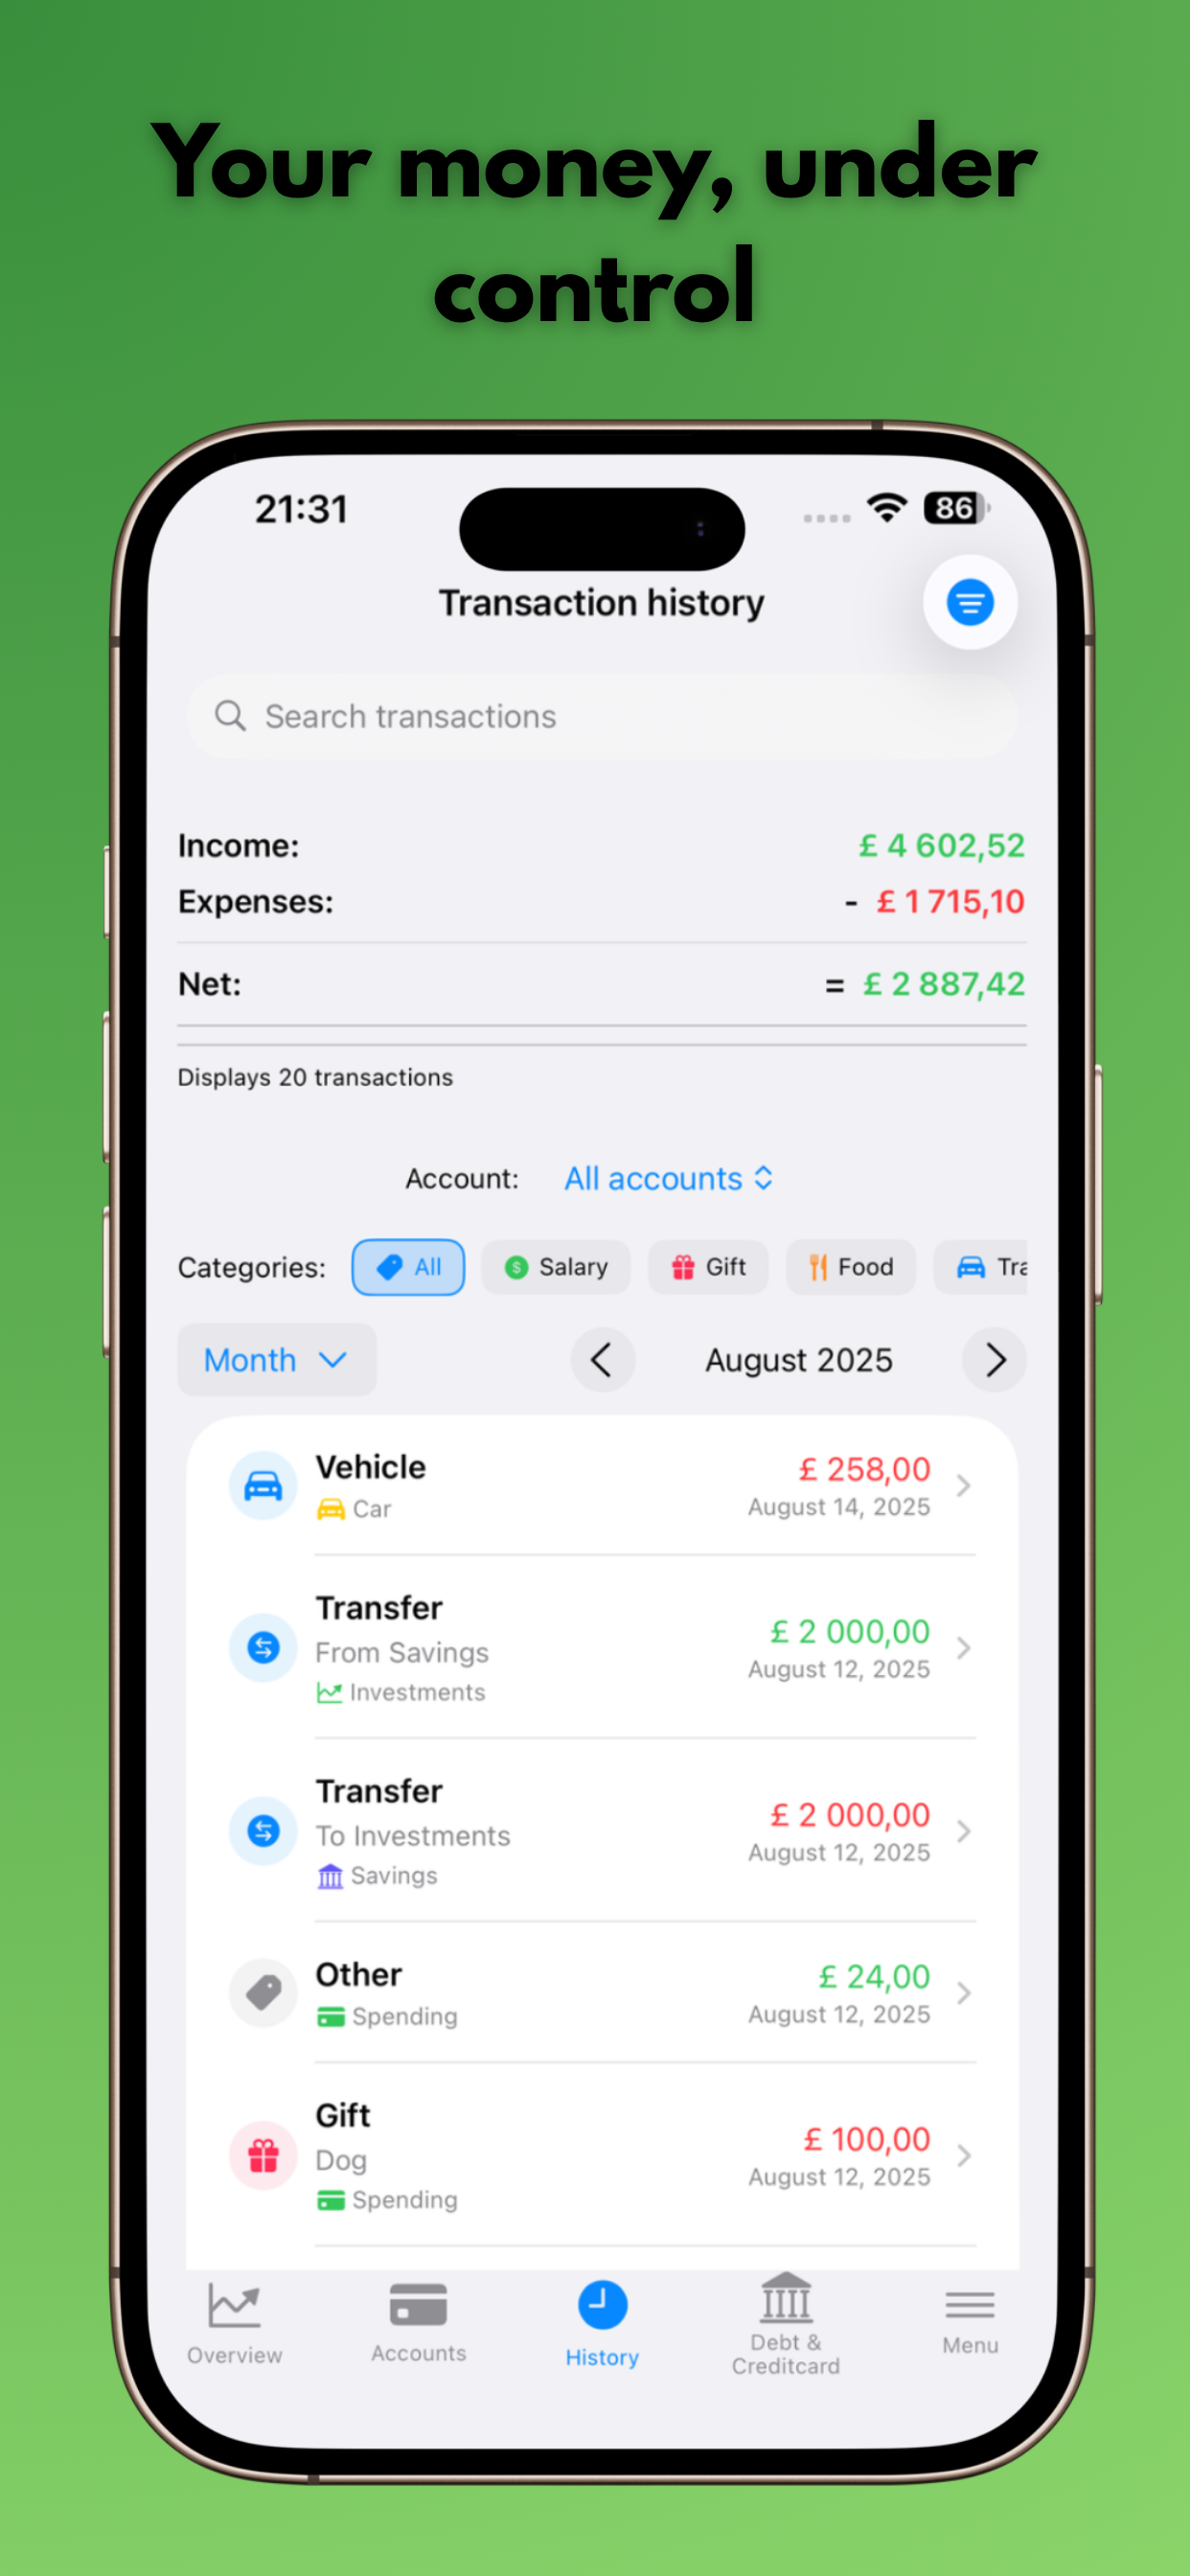 Your money, under
control
21:31
86
Transaction history
Search transactions
Income: £ 4 602,52
Expenses: - £ 1 715,10
Net: = £ 2 887,42
Displays 20 transactions
Account: All accounts
Categories: All Salary Gift Food Tra
Month August 2025
Vehicle £ 258,00
Car August 14, 2025
Transfer
From Savings £ 2 000,00
Investments August 12, 2025
Transfer
To Investments £ 2 000,00
Savings August 12, 2025
Other £ 24,00
Spending August 12, 2025
Gift
Dog £ 100,00
Spending August 12, 2025
Overview Accounts History Debt &
Creditcard Menu